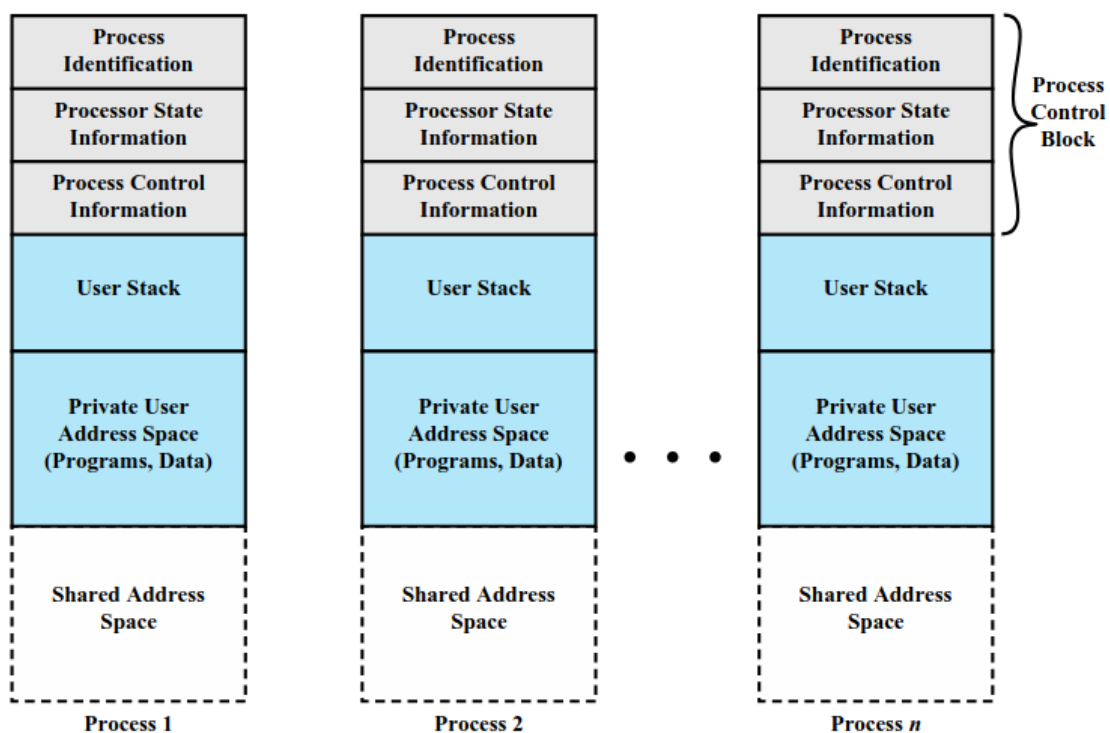 Process
Identification
Processor State
Information
Process Control
Information
User Stack
Private User
Address Space
(Programs, Data)
Shared Address
Space
Process 1
Process
Identification
Processor State
Information
Process Control
Information
User Stack
Private User
Address Space
(Programs, Data)
Shared Address
Space
Process 2
• • •
Process
Identification
Processor State
Information
Process Control
Information
User Stack
Private User
Address Space
(Programs, Data)
Shared Address
Space
Process n
Process
Control
Block